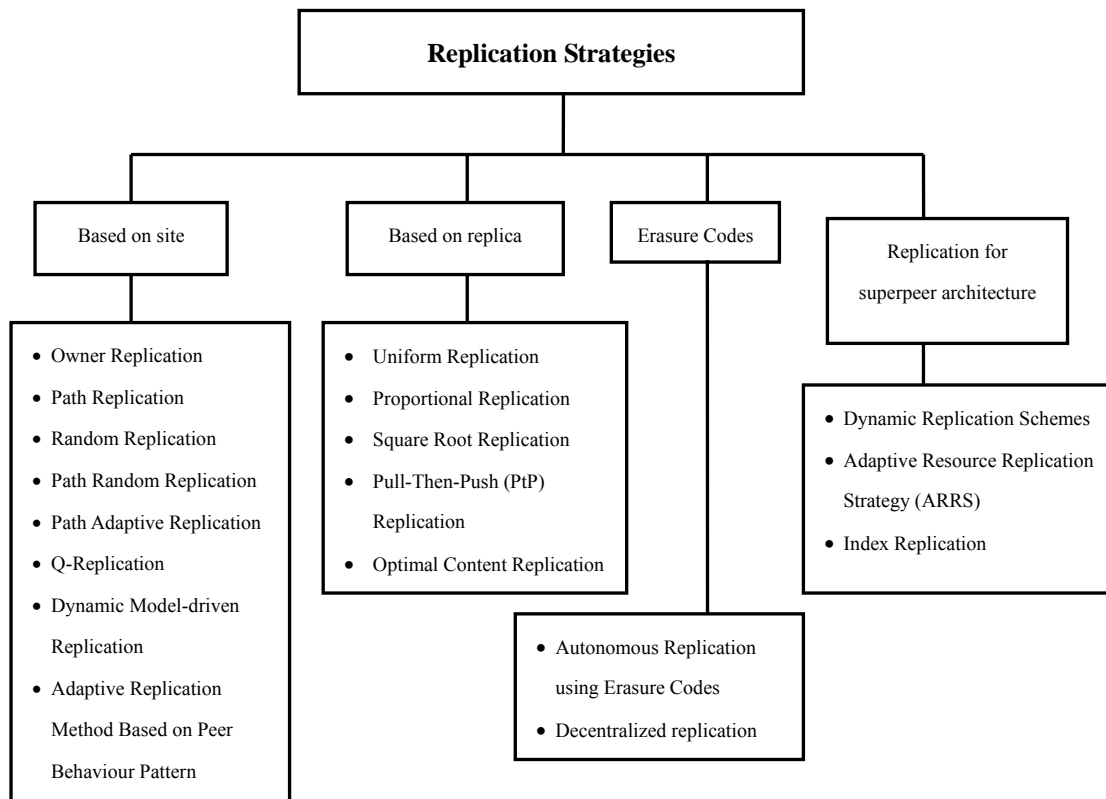 Replication Strategies
Based on site
Based on replica
Erasure Codes
Replication for
superpeer architecture
• Owner Replication
• Path Replication
• Random Replication
• Path Random Replication
• Path Adaptive Replication
• Q-Replication
• Dynamic Model-driven
Replication
• Adaptive Replication
Method Based on Peer
Behaviour Pattern
• Uniform Replication
• Proportional Replication
• Square Root Replication
• Pull-Then-Push (PtP)
Replication
• Optimal Content Replication
• Autonomous Replication
using Erasure Codes
• Decentralized replication
• Dynamic Replication Schemes
• Adaptive Resource Replication
Strategy (ARRS)
• Index Replication